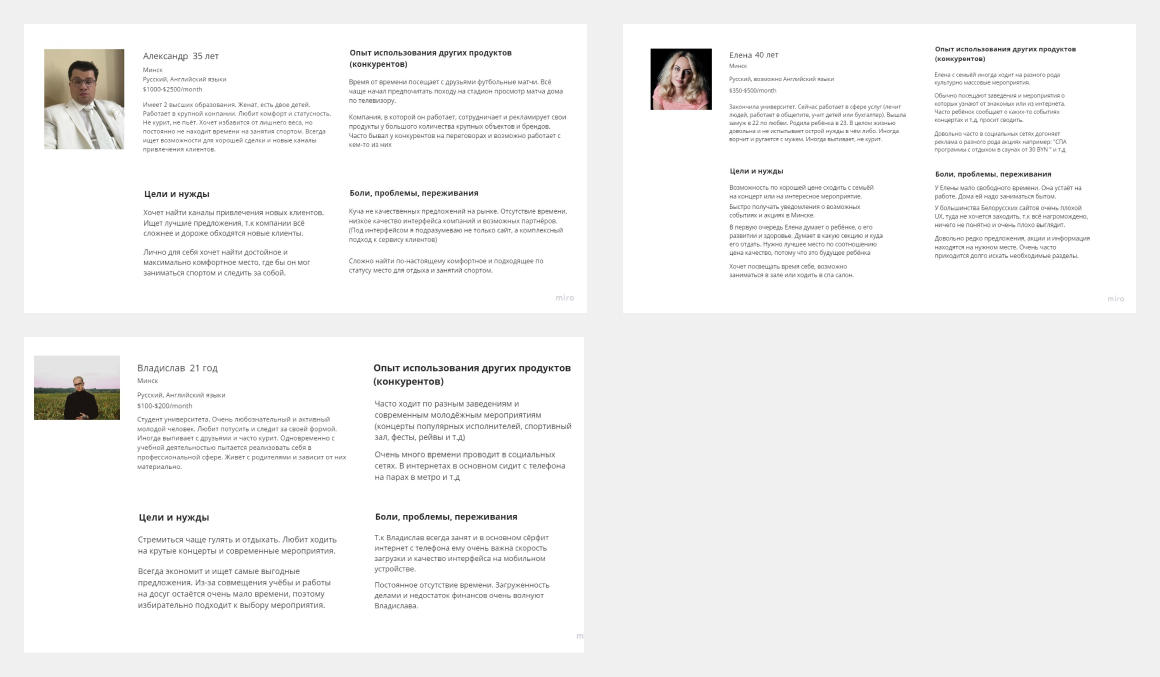 Александр  35 лет
Минск
Русский, Английский языки
$1000-$2500/month
Имеет 2 высших образования. Женат, есть двое детей.
Работает в крупной компании. Любит комфорт и статусность.
Не курит, не пьёт. Хочет избавится от лишнего веса, но
постоянно не находит времени на занятия спортом. Всегда
ищет возможности для хорошей сделки и новые каналы
привлечения клиентов.
Опыт использования других продуктов
(конкурентов)
Время от времени посещает с друзьями футбольные матчи. Всё
чаще начал предпочитать походу на стадион просмотр матча дома
по телевизору.
Компания, в которой он работает, сотрудничает и рекламирует свои
продукты у большого количества крупных объектов и брендов.
Часто бывал у конкурентов на переговорах и возможно работает с
кем-то из них
Цели и нужды
Хочет найти каналы привлечения новых клиентов.
Ищет лучшие предложения, т.к компании всё
сложнее и дороже обходятся новые клиенты.
Лично для себя хочет найти достойное и
максимально комфортное место, где бы он мог
заниматься спортом и следить за собой.
Боли, проблемы, переживания
Куча не качественных предложений на рынке. Отсутствие времени,
низкое качество интерфейса компаний и возможных партнёров.
(Под интерфейсом я подразумеваю не только сайт, а комплексный
подход к сервису клиентов)
Сложно найти по-настоящему комфортное и подходящее по
статусу место для отдыха и занятий спортом.
miro
Елена 40 лет
Минск
Русский, возможно Английский
$350-$500/month
Закончила университет. Сейчас работает в сфере услуг (лечит
людей, работает в общепите, учит детей или бухгалтер). Вышла
замуж в 22 по любви. Родила ребёнка в 23. В целом жизнью
довольна и не испытывает острой нужды в чём либо. Иногда
ворчит и ругается с мужем. Иногда выпивает, не курит.
Опыт использования других продуктов
(конкурентов)
Елена с семьёй иногда ходит на разного рода
культурно массовые мероприятия.
Обычно посещают заведения и мероприятия о
которых узнают от знакомых или из интернета.
Часто ребёнок сообщает о каких-то событиях
концертах и т.д, просит сводить.
Довольно часто в социальных сетях догоняет
реклама о разного рода акциях например: "СПА
программы с отдыхом в саунах от 30 BYN " и т.д
Цели и нужды
Возможность по хорошей цене сходить с семьёй
на концерт или на интересное мероприятие.
Быстро получать уведомления о возможных
событиях и акциях в Минске.
В первую очередь Елена думает о ребёнке, о его
развитии и здоровье. Думает в какую секцию и куда
его отдать. Нужно лучшее место по соотношению
цена качество, потому что это будущее ребёнка
Хочет посвещать время себе, возможно
заниматься в зале или ходить в спа салон.
Боли, проблемы, переживания
У Елены мало свободного времени. Она устаёт на
работе. Дома ей надо заниматься бытом.
У большинства Белорусских сайтов очень плохой
UX, туда не хочется заходить, т.к всё нагромождено,
ничего не понятно и очень плохо выглядит.
Довольно редко предложения, акции и информация
находятся на нужном месте. Очень часто
приходится долго искать необходимые разделы.
miro
Владислав  21 год
Минск
Русский, Английский языки
$100-$200/month
Студент университета. Очень любознательный и активный
молодой человек. Любит потусить и следит за своей формой.
Иногда выпивает с друзьями и часто курит. Одновременно с
учебной деятельностью пытается реализовать себя в
профессиональной сфере. Живёт с родителями и зависит от них
материально.
Опыт использования других продуктов
(конкурентов)
Часто ходит по разным заведениям и
современным молодёжным мероприятиям
(концерты популярных исполнителей, спортивный
зал, фесты, рейвы и т.д)
Очень много времени проводит в социальных
сетях. В интернетах в основном сидит с телефона
на парах в метро и т.д
Цели и нужды
Стремиться чаще гулять и отдыхать. Любит ходить
на крутые концерты и современные мероприятия.
Всегда экономит и ищет самые выгодные
предложения. Из-за совмещения учёбы и работы
на досуг остаётся очень мало времени, поэтому
избирательно подходит к выбору мероприятия.
Боли, проблемы, переживания
Т.к Владислав всегда занят и в основном сёрфит
интернет с телефона ему очень важна скорость
загрузки и качество интерфейса на мобильном
устройстве.
Постоянное отсутствие времени. Загруженность
делами и недостаток финансов очень волнуют
Владислава.
m